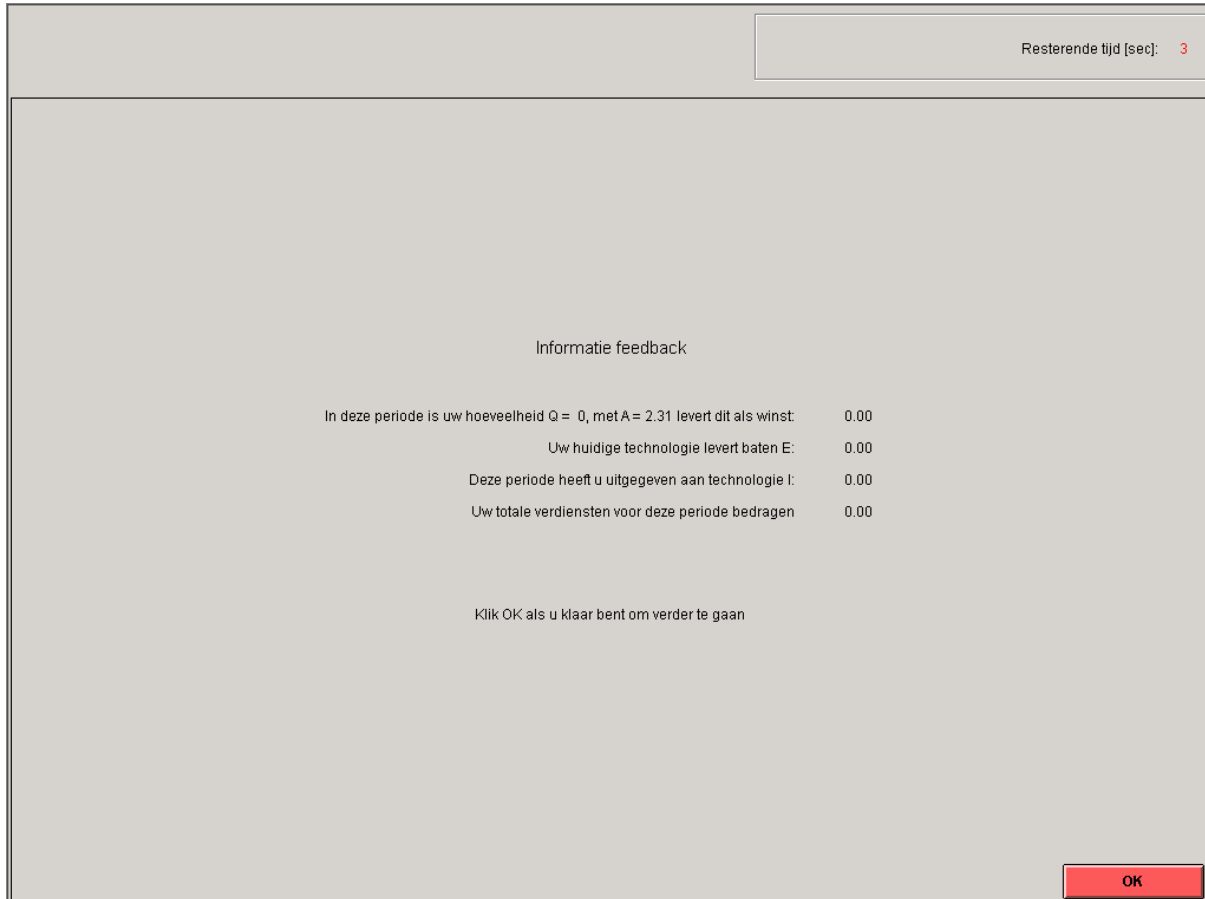 Resterende tijd [sec]: 3
Informatie feedback
In deze periode is uw hoeveelheid Q = 0, met A = 2.31 levert dit als winst: 0.00
Uw huidige technologie levert baten E: 0.00
Deze periode heeft u uitgegeven aan technologie I: 0.00
Uw totale verdiensten voor deze periode bedragen 0.00
Klik OK als u klaar bent om verder te gaan
OK